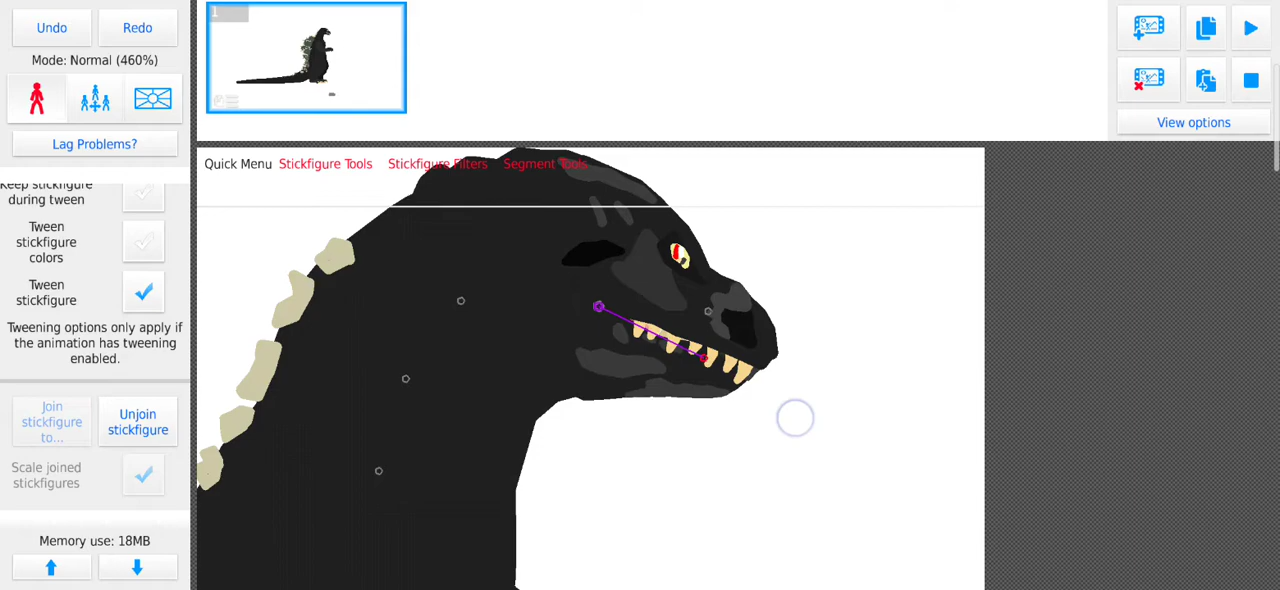 Undo
Redo
Mode: Normal (460%)
Lag Problems?
Keep stickfigure
during tween
Tween
stickfigure
colors
Tween
stickfigure
Tweening options only apply if
the animation has tweening
enabled.
Join
stickfigure
to...
Unjoin
stickfigure
Scale joined
stickfigures
Memory use: 18MB
1
Quick Menu Stickfigure Tools Stickfigure Filters Segment Tools
View options